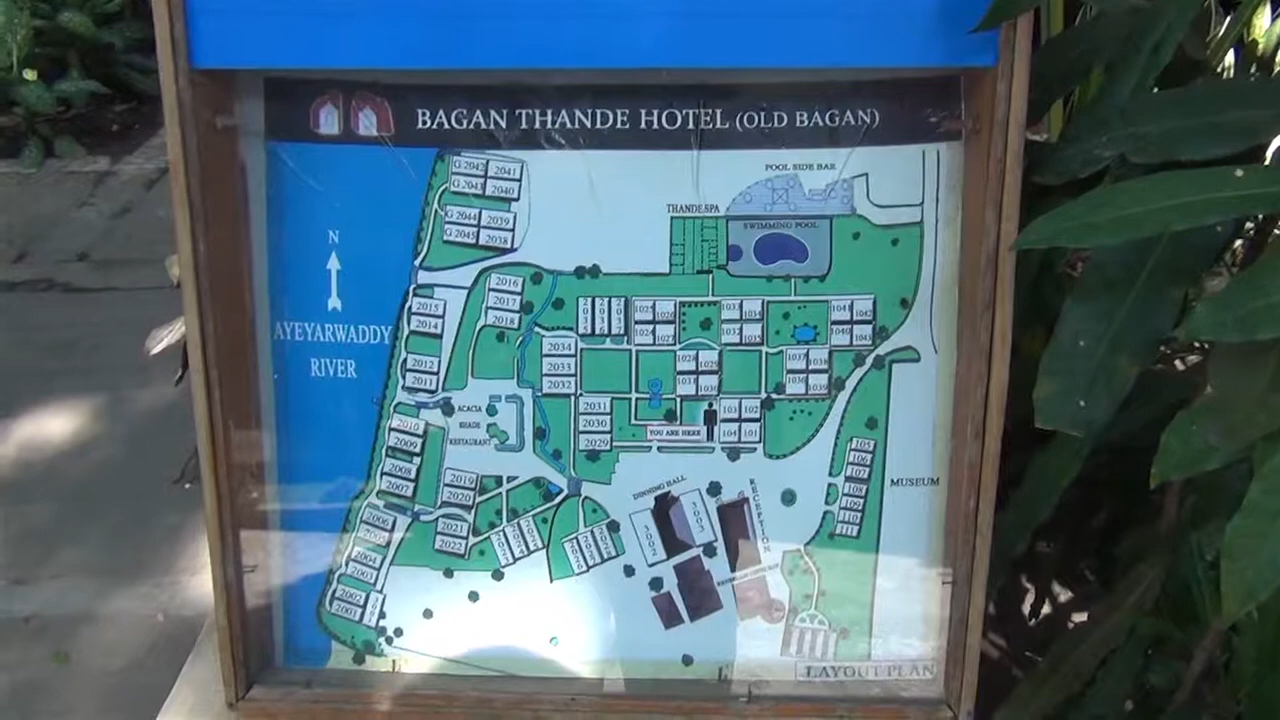 BAGAN THANDE HOTEL (OLD BAGAN)
N
AYEYARWADDY
RIVER
G 2042 2041
G 2043 2040
G 2044 2039
G 2045 2038
POOL SIDE BAR
THANDE SPA
SWIMMING POOL
2016
2017
2018
2015
2014
2012
2011
2034
2033
2032
1025 1026
1024 1027
1033 1034
1032 1035
1041 1042
1040 1043
1028 1029
1031 1030
1037 1038
1036 1039
2031
2030
2029
YOU ARE HERE
103 102
104 101
ACACIA
SHADE
RESTAURANT
2010
2009
2008
2007
2019
2020
2021
2022
2006
2005
2004
2003
2002
2001
105
106
107
108
109
110
111
MUSEUM
DINNING HALL
RECEPTION
3002
3003
LAYOUT PLAN